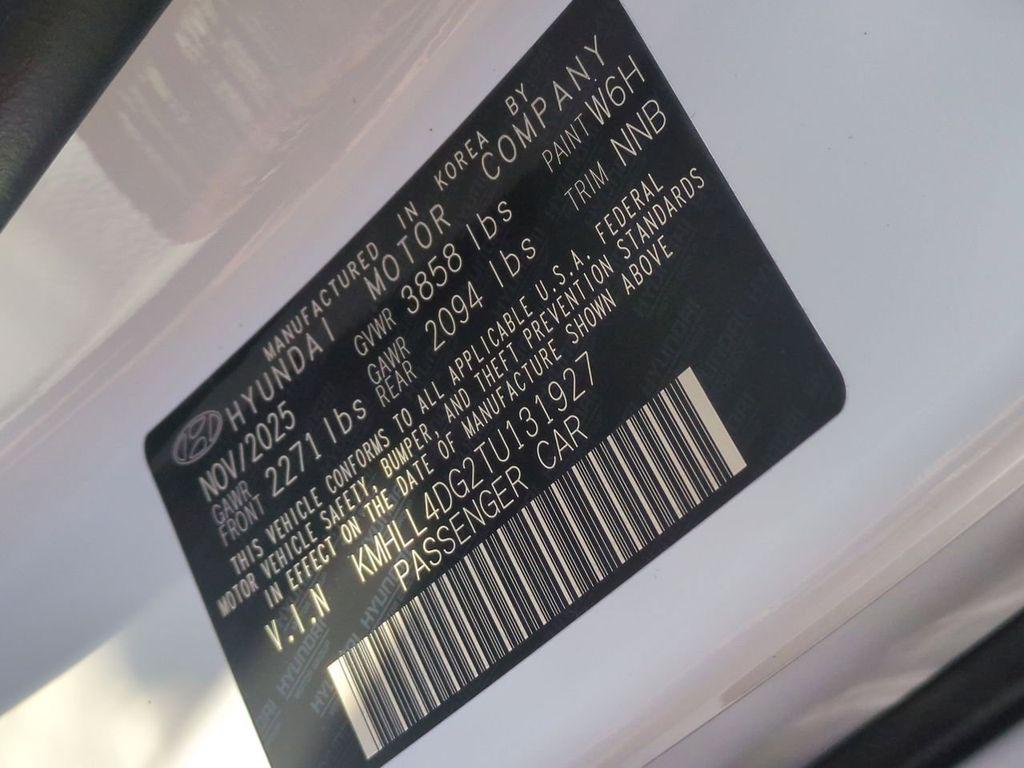 MANUFACTURED IN KOREA BY
HYUNDAI MOTOR COMPANY
NOV/2025 GVWR 3858 lbs PAINT W6H
GAWR FRONT 2271 lbs GAWR REAR 2094 lbs TRIM NNB
THIS VEHICLE CONFORMS TO ALL APPLICABLE U.S.A. FEDERAL
MOTOR VEHICLE SAFETY, BUMPER, AND THEFT PREVENTION STANDARDS
IN EFFECT ON THE DATE OF MANUFACTURE SHOWN ABOVE
V.I.N KMHLL4DG2TU131927
PASSENGER CAR